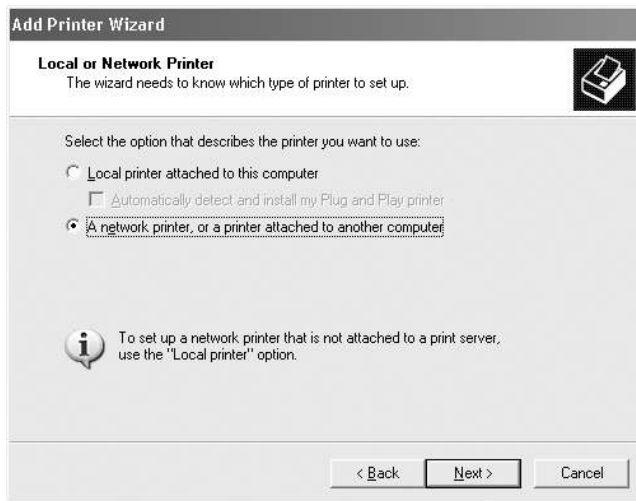 Add Printer Wizard
Local or Network Printer
The wizard needs to know which type of printer to set up.
Select the option that describes the printer you want to use:
Local printer attached to this computer
Automatically detect and install my Plug and Play printer
A network printer, or a printer attached to another computer
To set up a network printer that is not attached to a print server,
use the "Local printer" option.
< Back
Next >
Cancel